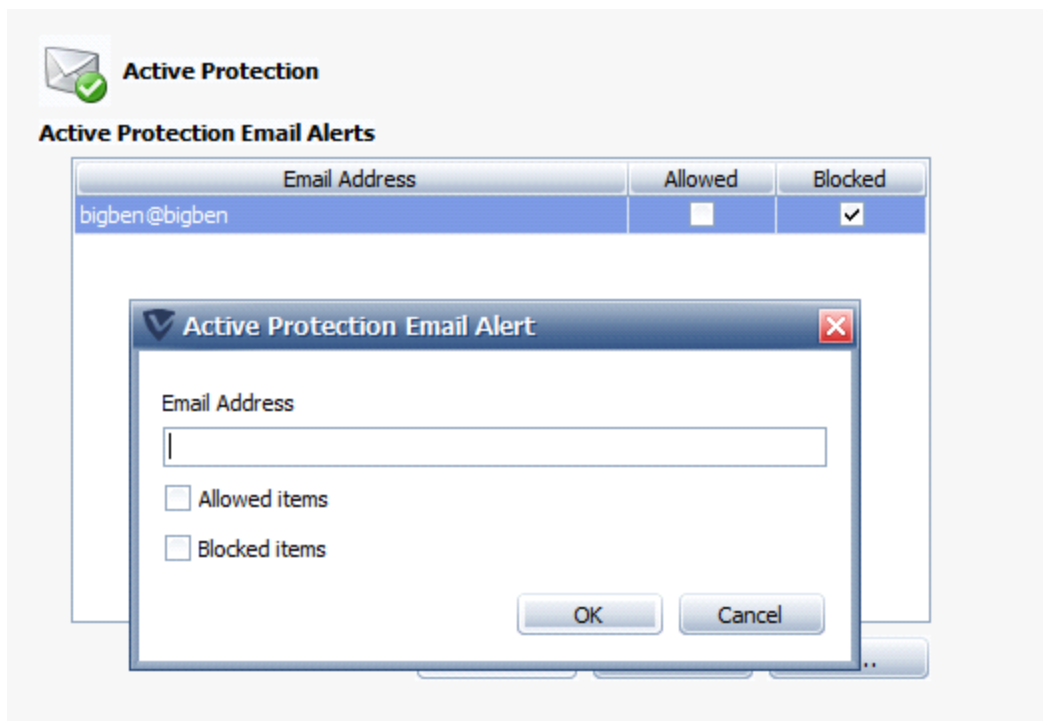 Active Protection
Active Protection Email Alerts
Email Address Allowed Blocked
bigben@bigben
Active Protection Email Alert
Email Address
Allowed items
Blocked items
OK Cancel
..